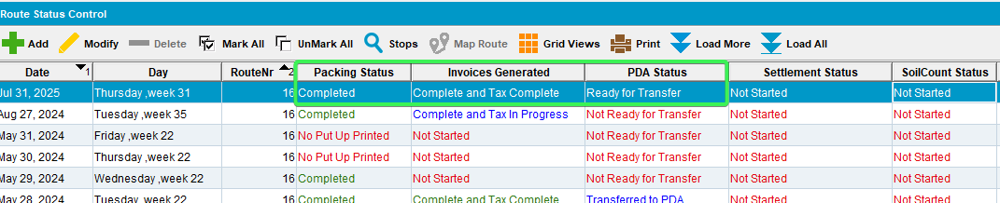 Route Status Control
Add Modify Delete Mark All UnMark All Stops Map Route Grid Views Print Load More Load All
Date 1 Day RouteNr 2 Packing Status Invoices Generated PDA Status Settlement Status SoilCount Status
Jul 31, 2025 Thursday ,week 31 16 Completed Complete and Tax Complete Ready for Transfer Not Started Not Started
Aug 27, 2024 Tuesday ,week 35 16 Completed Complete and Tax In Progress Not Ready for Transfer Not Started Not Started
May 31, 2024 Friday ,week 22 16 No Put Up Printed Not Started Not Ready for Transfer Not Started Not Started
May 30, 2024 Thursday ,week 22 16 No Put Up Printed Not Started Not Ready for Transfer Not Started Not Started
May 29, 2024 Wednesday ,week 22 16 Completed Not Started Not Ready for Transfer Not Started Not Started
May 28, 2024 Tuesday ,week 22 16 Completed Complete and Tax Complete Transferred to PDA Not Started Not Started